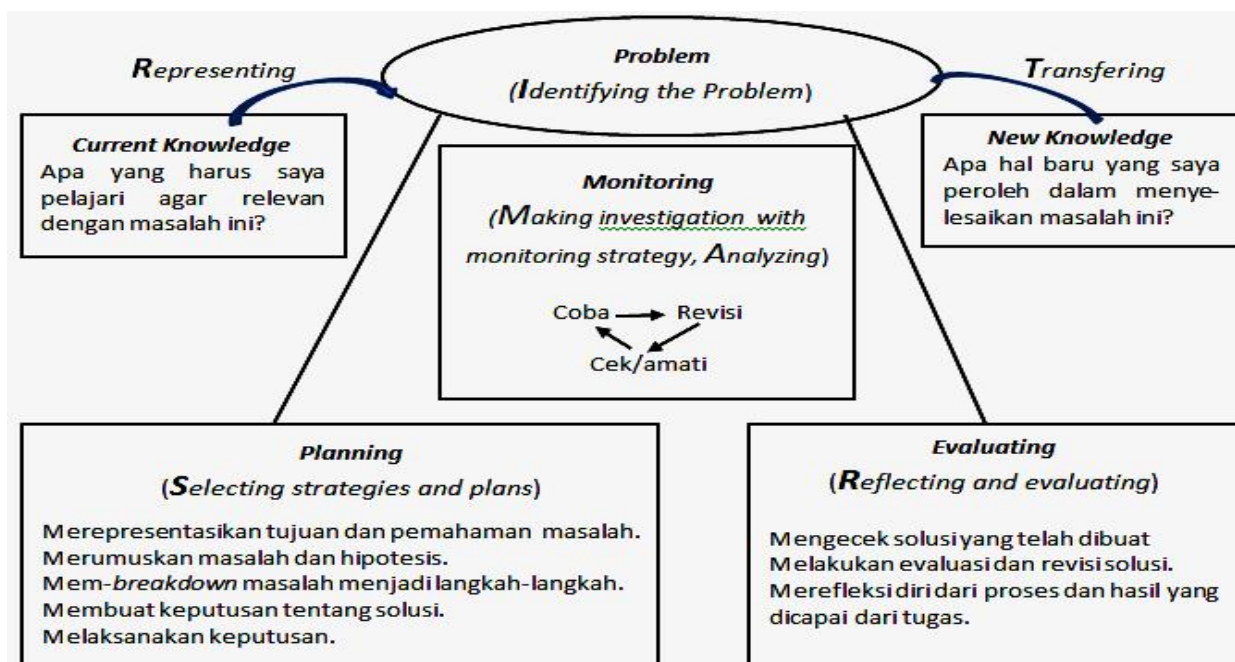 Problem
(Identifying the Problem)
Representing
Transferring
Current Knowledge
Apa yang harus saya
pelajari agar relevan
dengan masalah ini?
Monitoring
(Making investigation with
monitoring strategy, Analyzing)
Coba Revisi
Cek/amati
New Knowledge
Apa hal baru yang saya
peroleh dalam menye-
lesaikan masalah ini?
Planning
(Selecting strategies and plans)
Merepresentasikan tujuan dan pemahaman masalah.
Merumuskan masalah dan hipotesis.
Mem-breakdown masalah menjadi langkah-langkah.
Membuat keputusan tentang solusi.
Melaksanakan keputusan.
Evaluating
(Reflecting and evaluating)
Mengecek solusi yang telah dibuat
Melakukan evaluasi dan revisi solusi.
Merefleksi diri dari proses dan hasil yang
dicapai dari tugas.